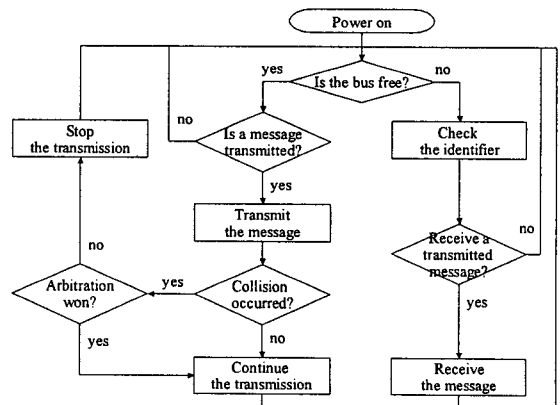 Power on
Is the bus free?
yes
no
Is a message
transmitted?
no
yes
Stop
the transmission
Check
the identifier
Transmit
the message
Receive a
transmitted
message?
no
yes
Arbitration
won?
no
yes
Collision
occurred?
yes
no
Continue
the transmission
Receive
the message